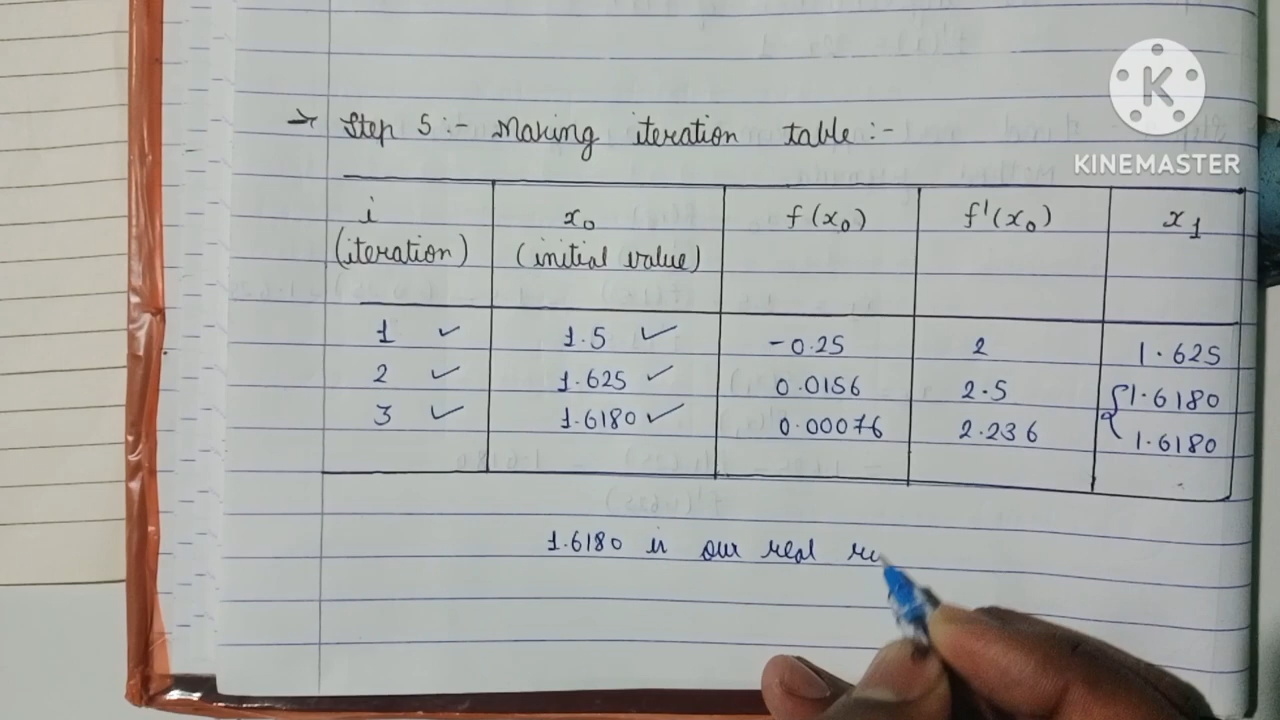 → Step 5:- Making iteration table:-
KINEMASTER
i x₀ f(x₀) f'(x₀) x₁
(iteration) (initial value)
1 ✓ 1.5 ✓ -0.25 2 1.625
2 ✓ 1.625 ✓ 0.0156 2.5 1.6180
3 ✓ 1.6180 ✓ 0.00076 2.236 1.6180
1.6180 is our real